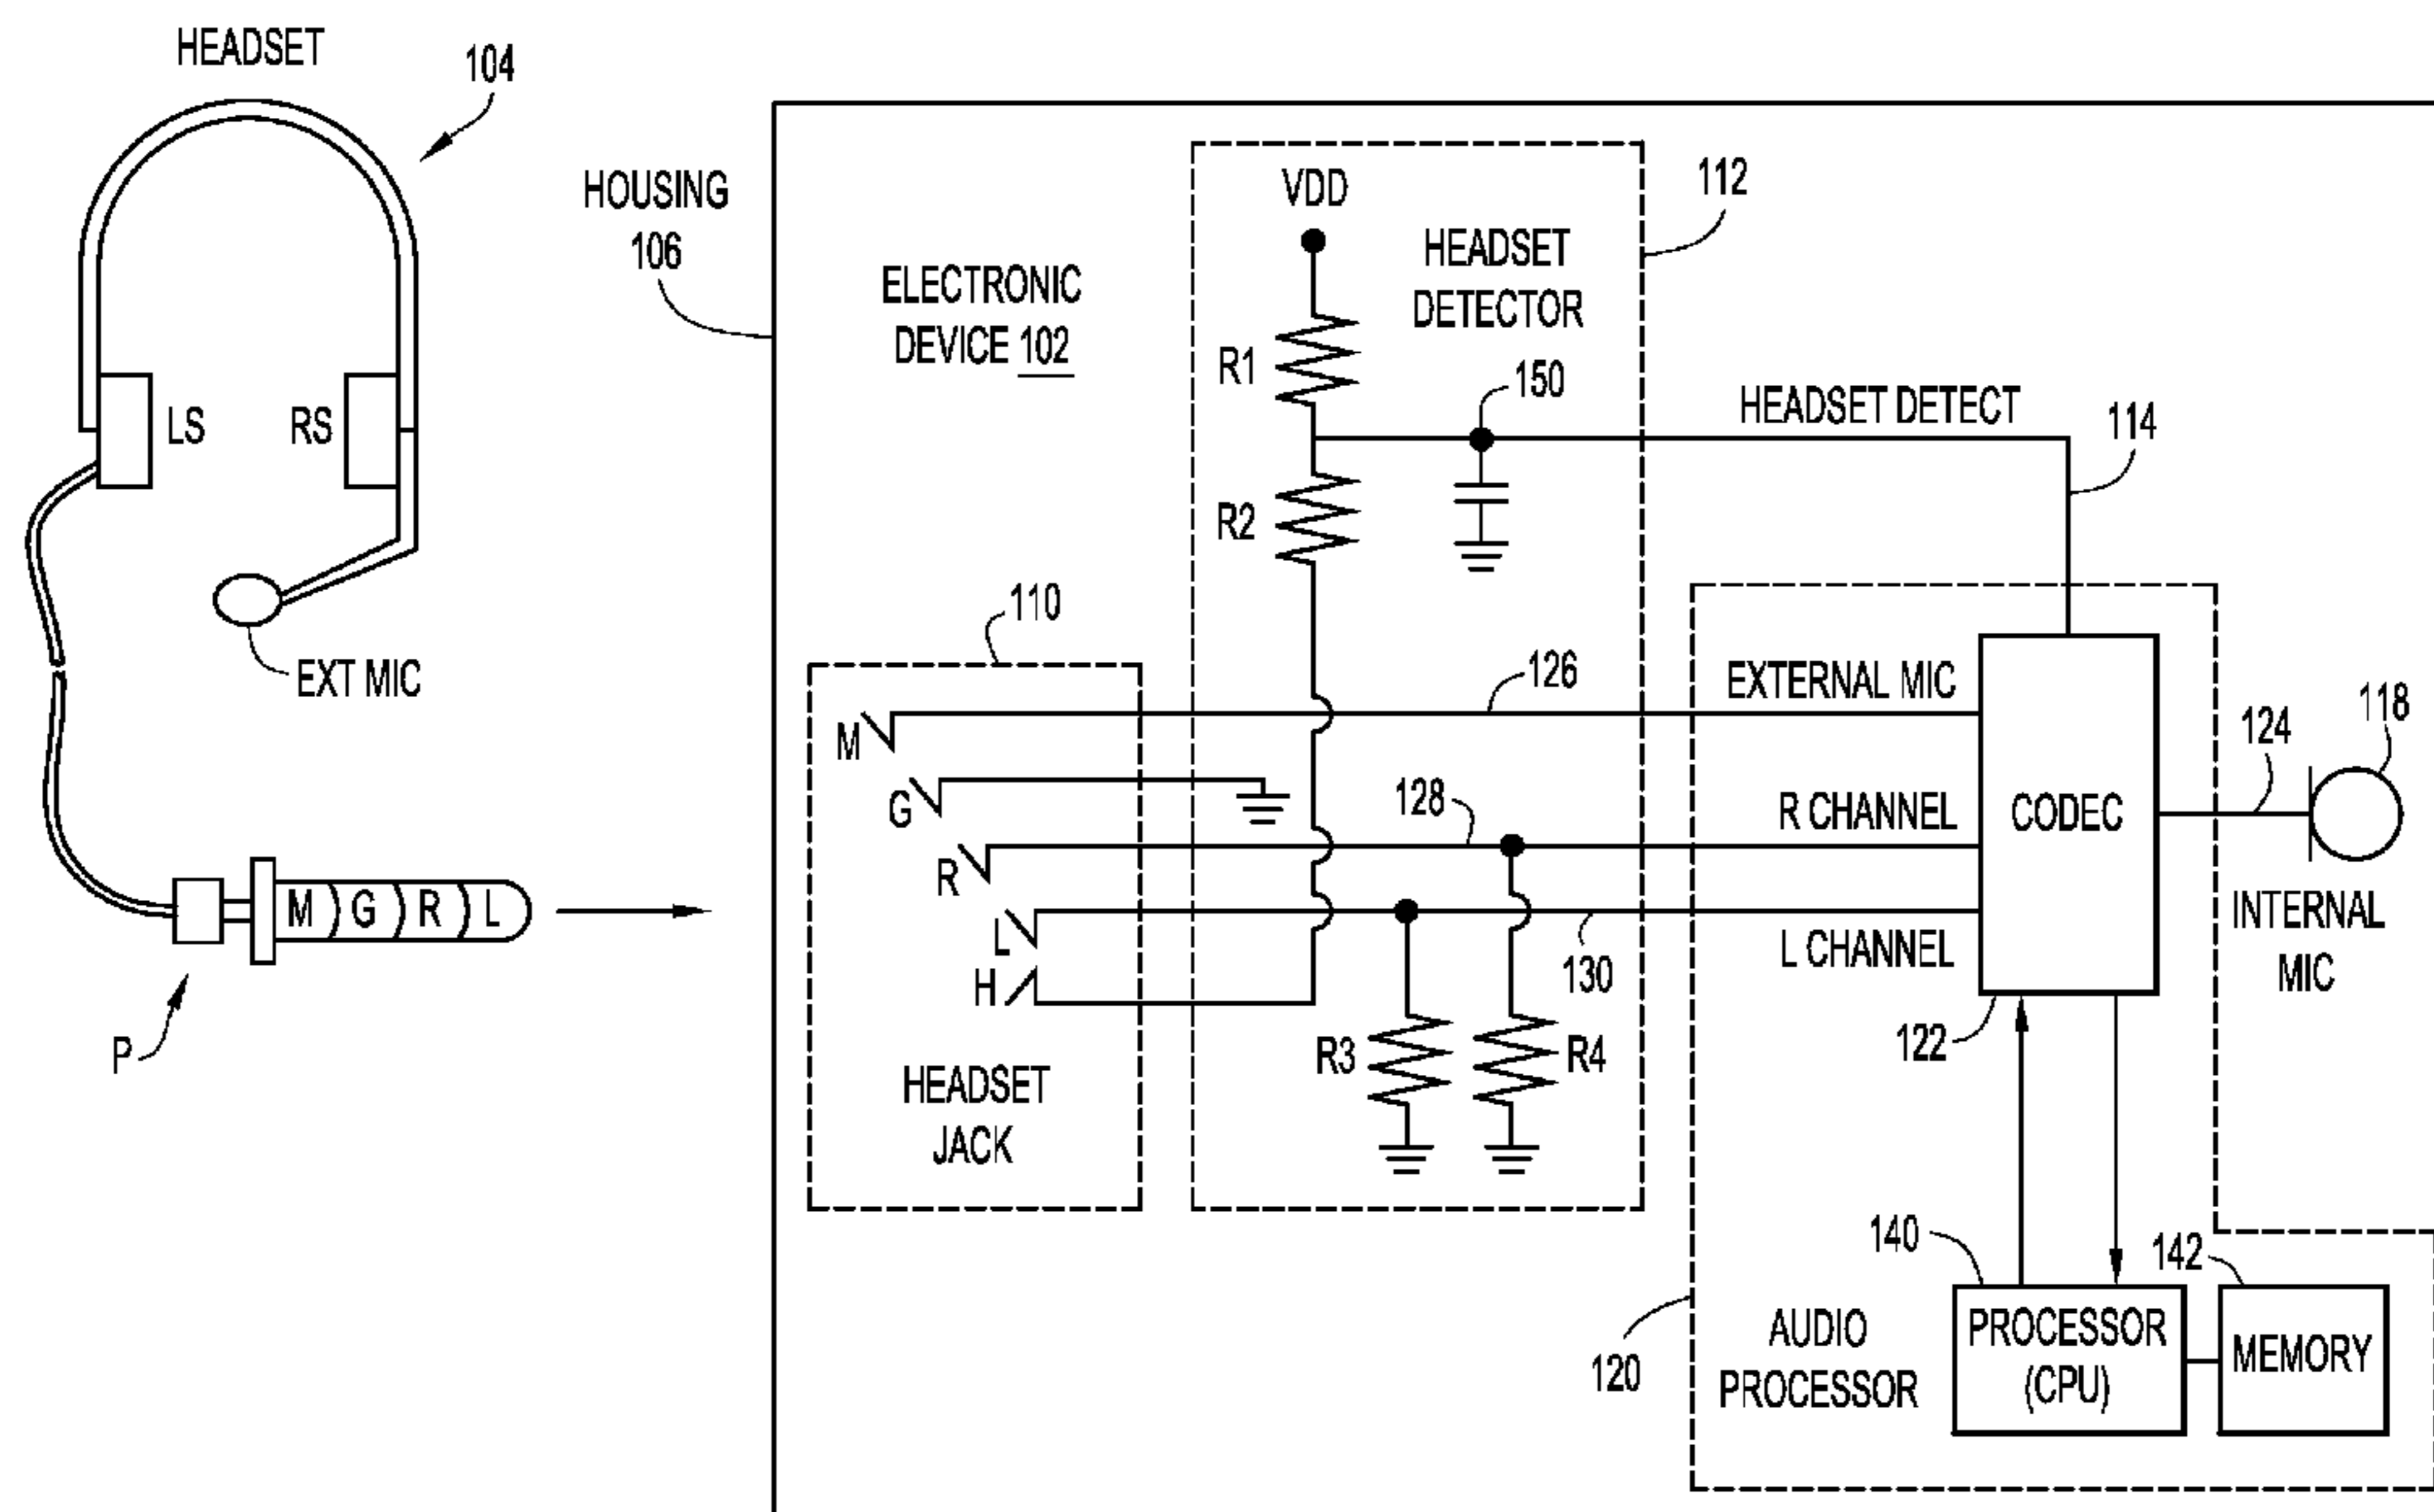 HEADSET
104
HOUSING
106
LS
RS
EXT MIC
M
G
R
L
P
ELECTRONIC
DEVICE 102
VDD
HEADSET
DETECTOR
112
R1
150
HEADSET DETECT
114
R2
110
M
G
R
L
H
HEADSET
JACK
126
128
130
R3
R4
EXTERNAL MIC
R CHANNEL
L CHANNEL
CODEC
122
124
118
INTERNAL
MIC
140
142
120
AUDIO
PROCESSOR
PROCESSOR
(CPU)
MEMORY